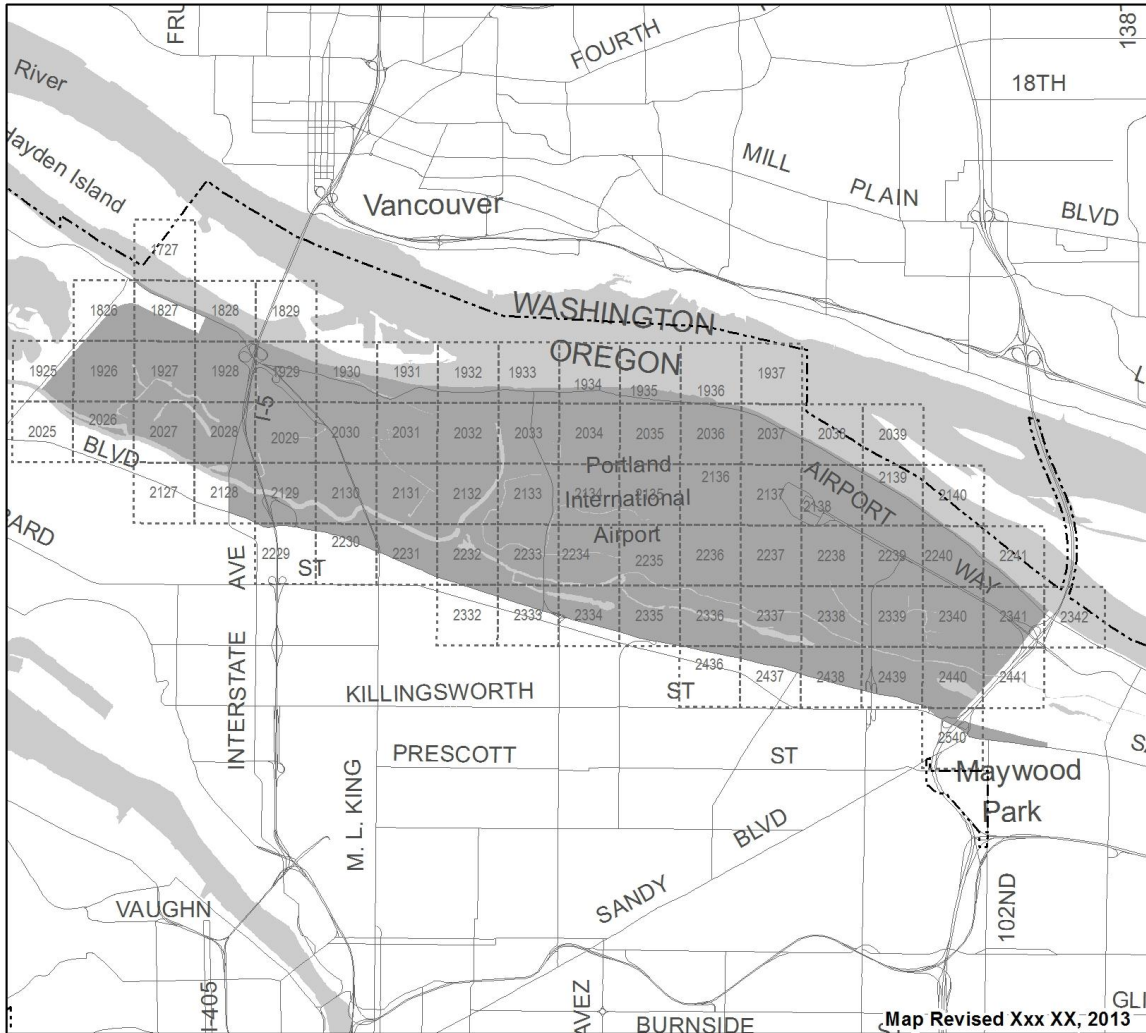 FOURTH
138T
River
18TH
Hayden Island
MILL
PLAIN
BLVD
Vancouver
1727
WASHINGTON
OREGON
1826 1827 1828 1829
1925 1926 1927 1928 1929 1930 1931 1932 1933 1934 1935 1936 1937
I-5
2025 2026 2027 2028 2029 2030 2031 2032 2033 2034 2035 2036 2037 2038 2039
BLVD
Portland
International
Airport
AIRPORT
WAY
2127 2128 2129 2130 2131 2132 2133 2134 2135 2136 2137 2138 2139 2140
2229 2230 2231 2232 2233 2234 2235 2236 2237 2238 2239 2240 2241
ST
2332 2333 2334 2335 2336 2337 2338 2339 2340 2341 2342
INTERSTATE AVE
2436 2437 2438 2439 2440 2441
KILLINGSWORTH ST
2540
PRESCOTT ST
Maywood
Park
M. L. KING
SANDY BLVD
VAUGHN
102ND
I-405
BURNSIDE
Map Revised Xxx XX, 2013